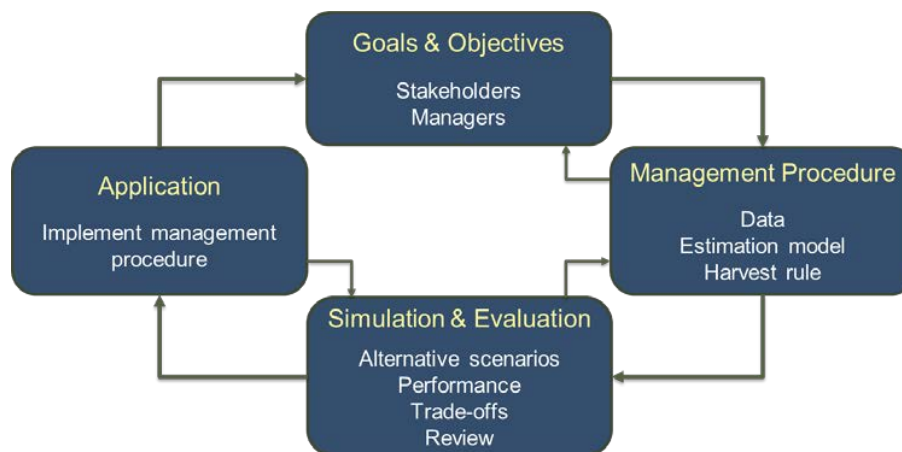 Goals & Objectives
Stakeholders
Managers
Application
Implement management
procedure
Management Procedure
Data
Estimation model
Harvest rule
Simulation & Evaluation
Alternative scenarios
Performance
Trade-offs
Review